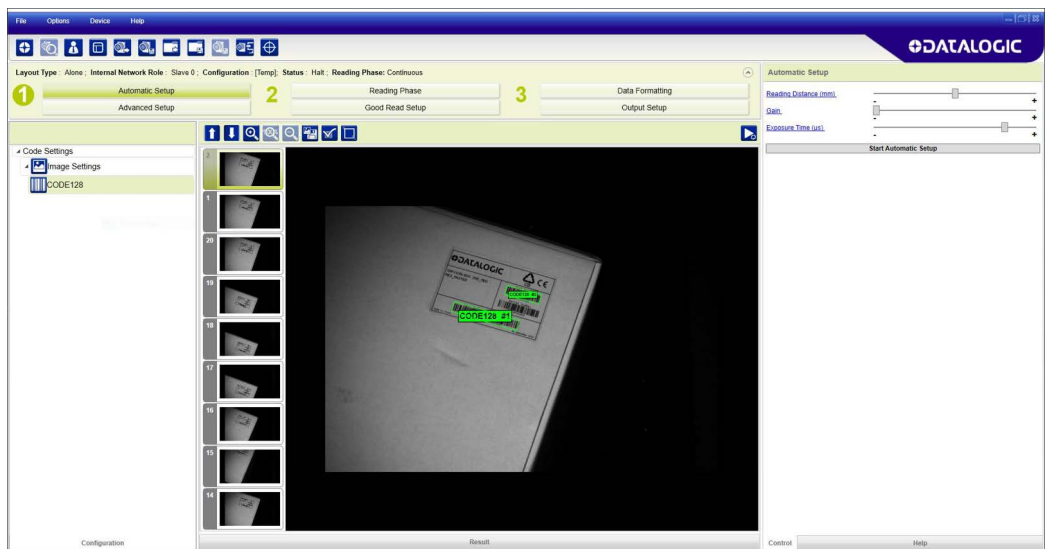 File Options Device Help
DATALOGIC
Layout Type : Alone ; Internal Network Role : Slave 0 ; Configuration : [Temp]; Status : Halt ; Reading Phase: Continuous
Automatic Setup
1 Automatic Setup 2 Reading Phase 3 Data Formatting
Advanced Setup Good Read Setup Output Setup
Reading Distance (mm)
- +
Gain
- +
Exposure Time (us)
- +
Start Automatic Setup
Code Settings
Image Settings
CODE128
2
1
20
19
18
17
16
15
14
DATALOGIC
CE
CODE128 #1
Configuration Result Control Help